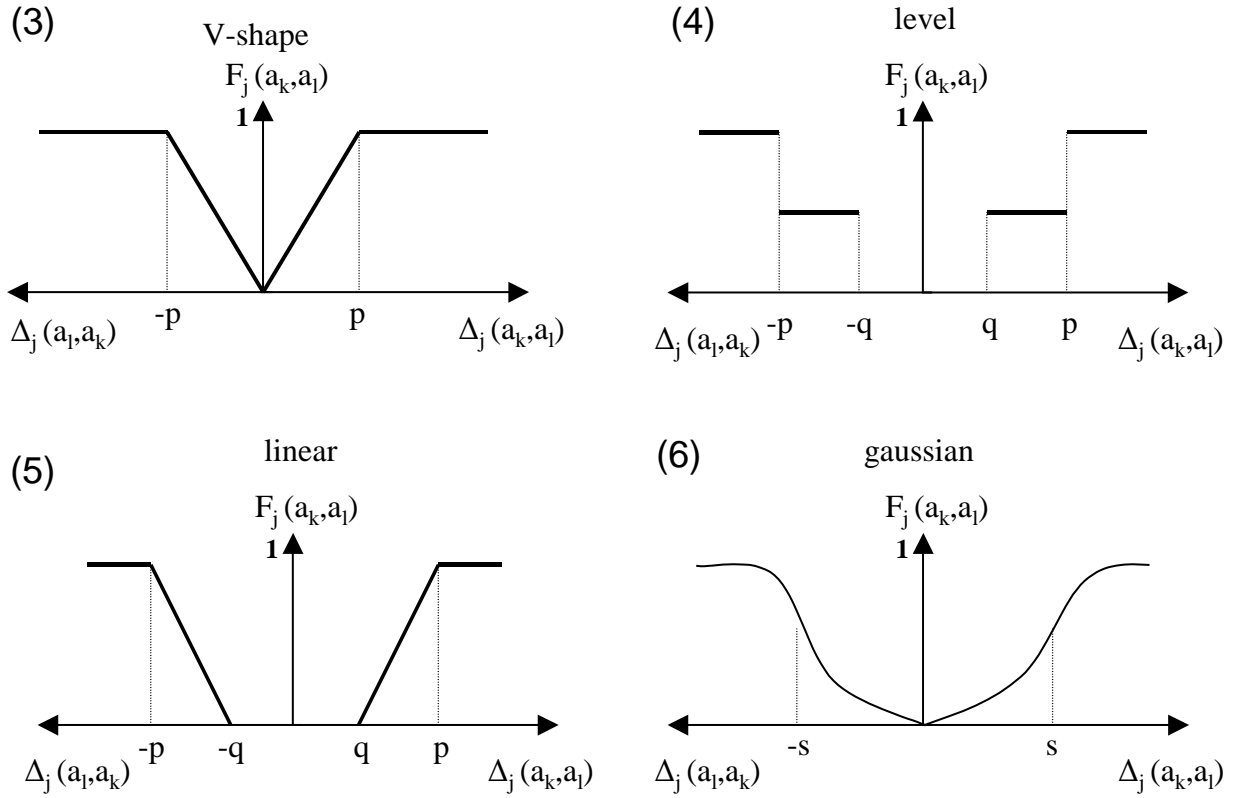 (3)
V-shape
F_j (a_k,a_l)
1
-p p
Δ_j (a_l,a_k) Δ_j (a_k,a_l)
(4)
level
F_j (a_k,a_l)
1
-p -q q p
Δ_j (a_l,a_k) Δ_j (a_k,a_l)
(5)
linear
F_j (a_k,a_l)
1
-p -q q p
Δ_j (a_l,a_k) Δ_j (a_k,a_l)
(6)
gaussian
F_j (a_k,a_l)
1
-s s
Δ_j (a_l,a_k) Δ_j (a_k,a_l)